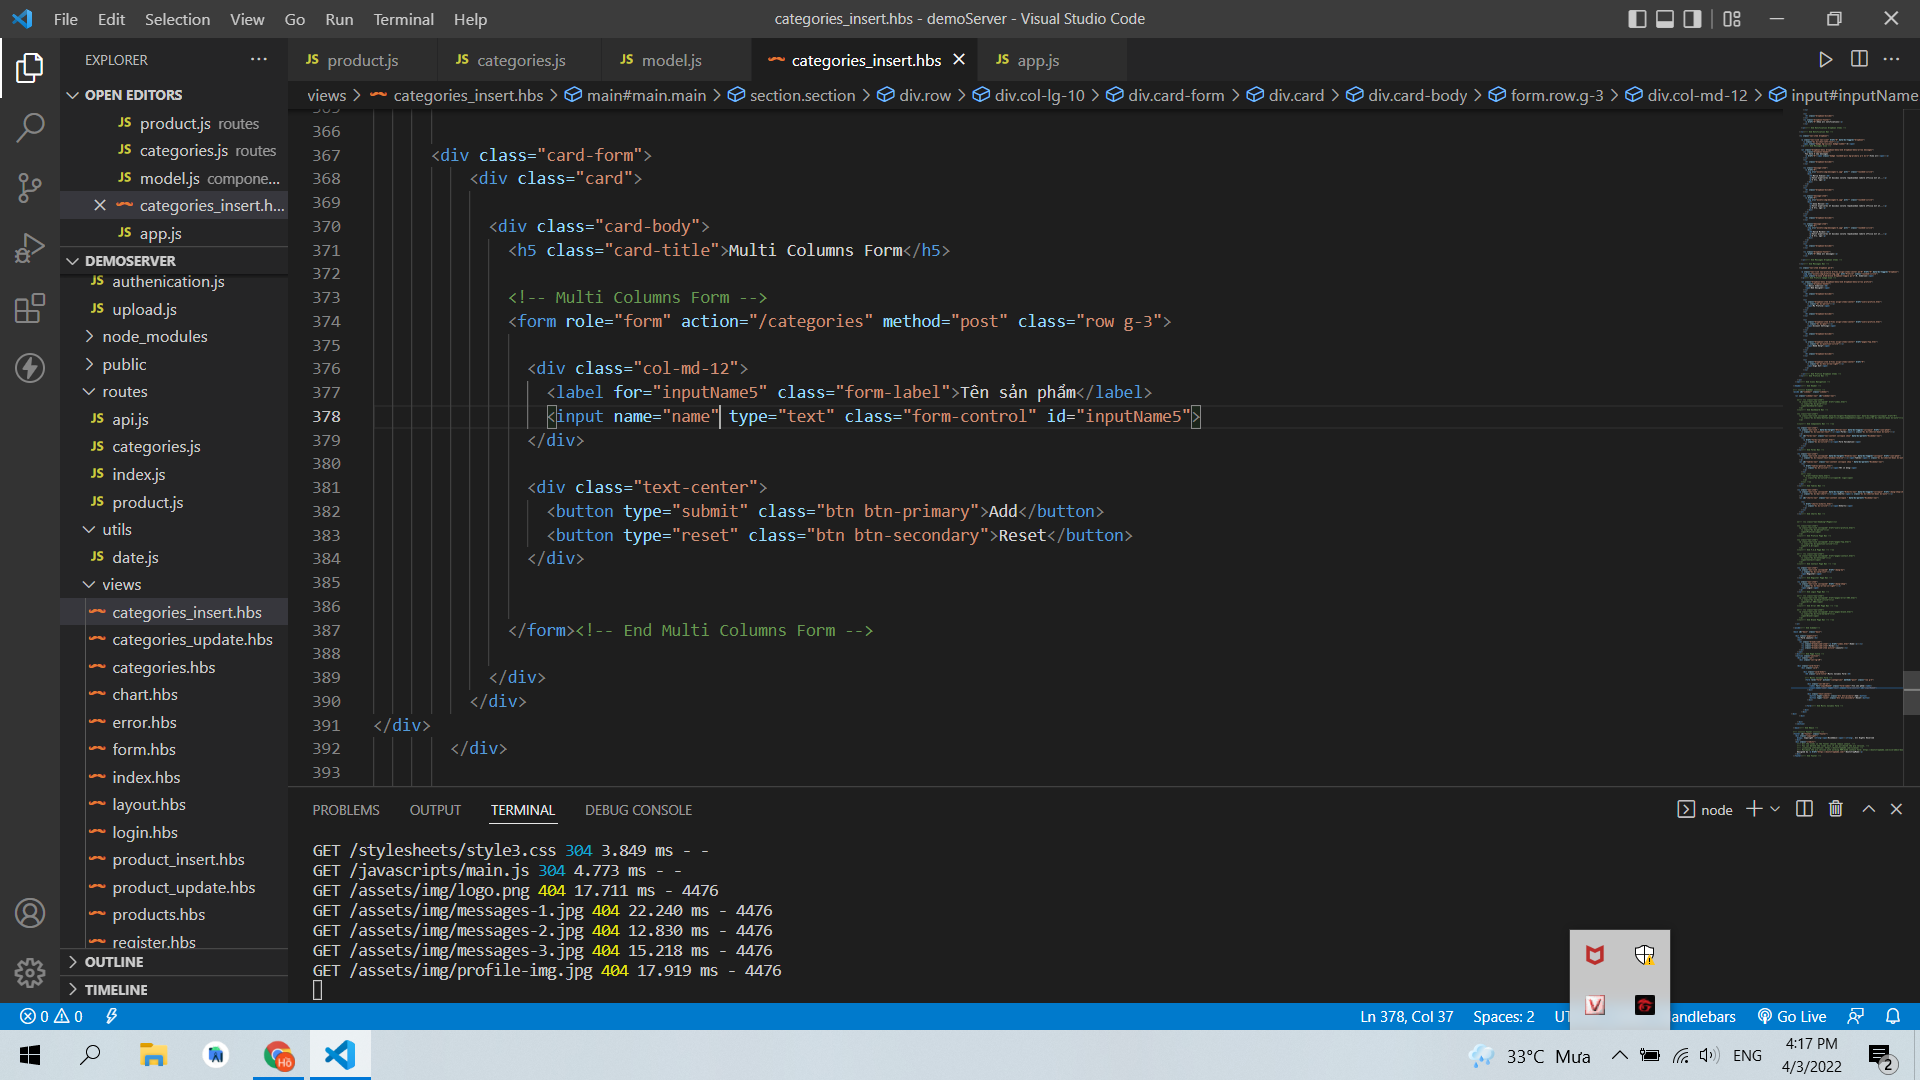 File Edit Selection View Go Run Terminal Help
categories_insert.hbs - demoServer - Visual Studio Code
EXPLORER
OPEN EDITORS
JS product.js routes
JS categories.js routes
JS model.js compone...
categories_insert.h...
JS app.js
DEMOSERVER
JS authenication.js
JS upload.js
node_modules
public
routes
JS api.js
JS categories.js
JS index.js
JS product.js
utils
JS date.js
views
categories_insert.hbs
categories_update.hbs
categories.hbs
chart.hbs
error.hbs
form.hbs
index.hbs
layout.hbs
login.hbs
product_insert.hbs
product_update.hbs
products.hbs
register.hbs
OUTLINE
TIMELINE
JS product.js JS categories.js JS model.js categories_insert.hbs JS app.js
views > categories_insert.hbs > main#main.main > section.section > div.row > div.col-lg-10 > div.card-form > div.card > div.card-body > form.row.g-3 > div.col-md-12 > input#inputName
366
367 <div class="card-form">
368 <div class="card">
369
370 <div class="card-body">
371 <h5 class="card-title">Multi Columns Form</h5>
372
373 <!-- Multi Columns Form -->
374 <form role="form" action="/categories" method="post" class="row g-3">
375
376 <div class="col-md-12">
377 <label for="inputName5" class="form-label">Tên sản phẩm</label>
378 <input name="name" type="text" class="form-control" id="inputName5">
379 </div>
380
381 <div class="text-center">
382 <button type="submit" class="btn btn-primary">Add</button>
383 <button type="reset" class="btn btn-secondary">Reset</button>
384 </div>
385
386
387 </form><!-- End Multi Columns Form -->
388
389 </div>
390 </div>
391 </div>
392 </div>
393
PROBLEMS OUTPUT TERMINAL DEBUG CONSOLE
node
GET /stylesheets/style3.css 304 3.849 ms - -
GET /javascripts/main.js 304 4.773 ms - -
GET /assets/img/logo.png 404 17.711 ms - 4476
GET /assets/img/messages-1.jpg 404 22.240 ms - 4476
GET /assets/img/messages-2.jpg 404 12.830 ms - 4476
GET /assets/img/messages-3.jpg 404 15.218 ms - 4476
GET /assets/img/profile-img.jpg 404 17.919 ms - 4476
0 0
Ln 378, Col 37 Spaces: 2 UT andlebars Go Live
33°C Mưa ENG
4:17 PM
4/3/2022
2